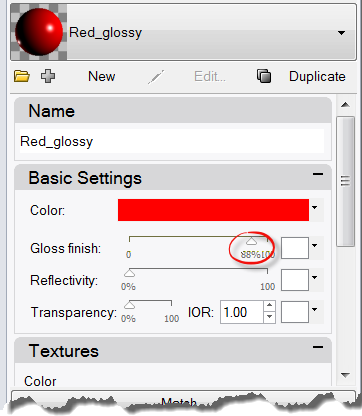 Red_glossy
New Edit... Duplicate
Name
Red_glossy
Basic Settings
Color:
Gloss finish: 0 88% 100
Reflectivity: 0% 100
Transparency: 0% 100 IOR: 1.00
Textures
Color
Match